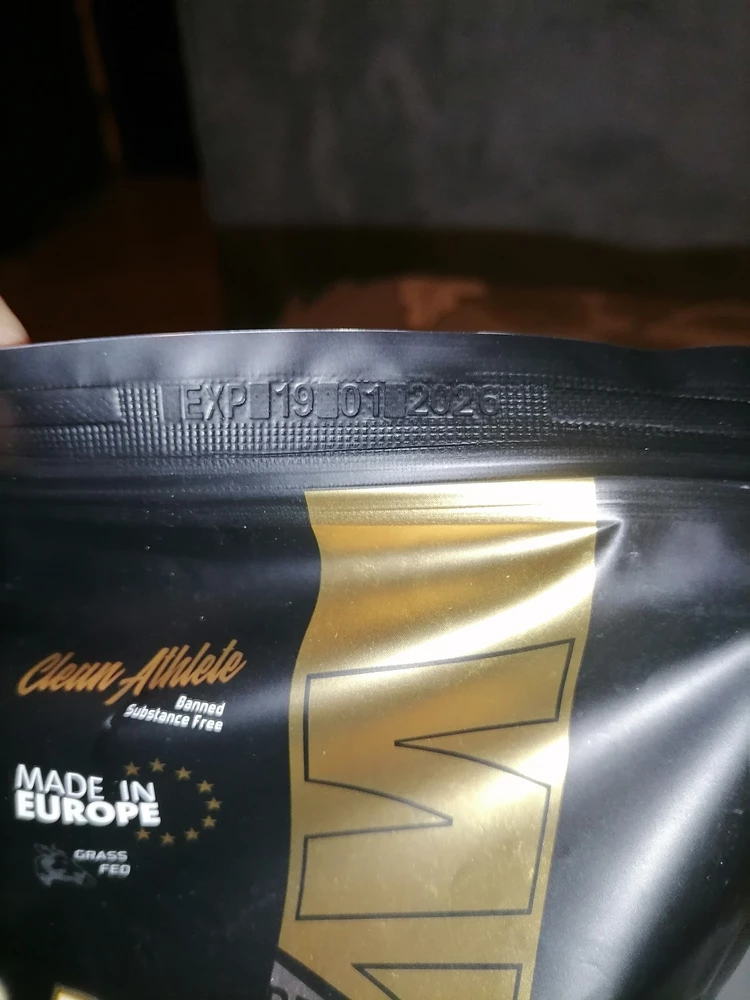 EXP 19 01 2026
Clean Athlete
Banned
Substance Free
MADE IN
EUROPE
GRASS
FED